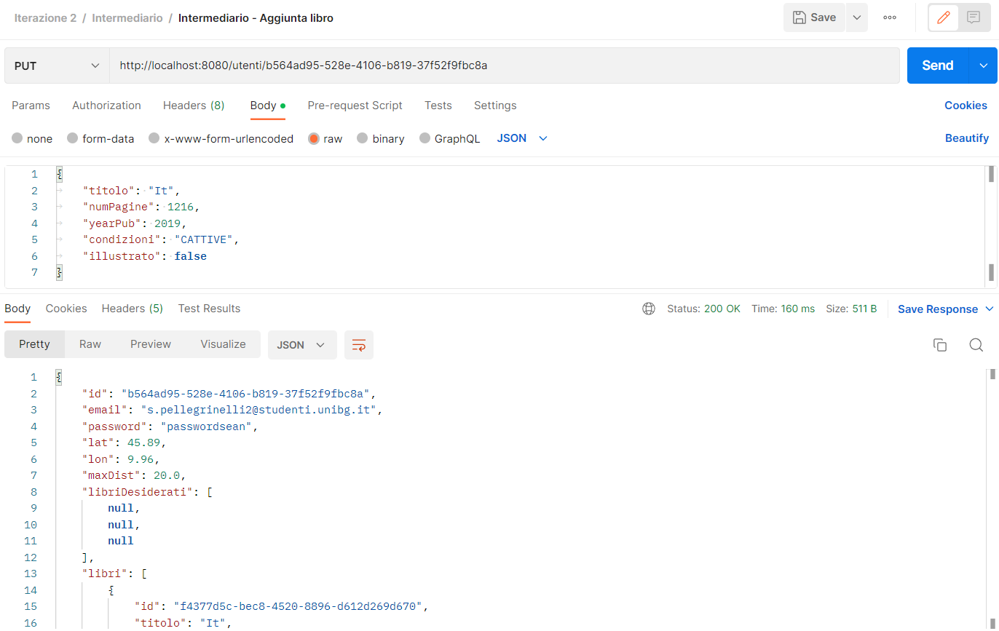 Iterazione 2 / Intermediario / Intermediario - Aggiunta libro
Save
PUT
http://localhost:8080/utenti/b564ad95-528e-4106-b819-37f52f9fbc8a
Send
Params Authorization Headers (8) Body Pre-request Script Tests Settings Cookies
none form-data x-www-form-urlencoded raw binary GraphQL JSON Beautify
1 {
2 "titolo": "It",
3 "numPagine": 1216,
4 "yearPub": 2019,
5 "condizioni": "CATTIVE",
6 "illustrato": false
7 }
Body Cookies Headers (5) Test Results Status: 200 OK Time: 160 ms Size: 511 B Save Response
Pretty Raw Preview Visualize JSON
1 {
2 "id": "b564ad95-528e-4106-b819-37f52f9fbc8a",
3 "email": "s.pellegrinelli2@studenti.unibg.it",
4 "password": "passwordsean",
5 "lat": 45.89,
6 "lon": 9.96,
7 "maxDist": 20.0,
8 "libriDesiderati": [
9 null,
10 null,
11 null
12 ],
13 "libri": [
14 {
15 "id": "f4377d5c-bec8-4520-8896-d612d269d670",
16 "titolo": "It",